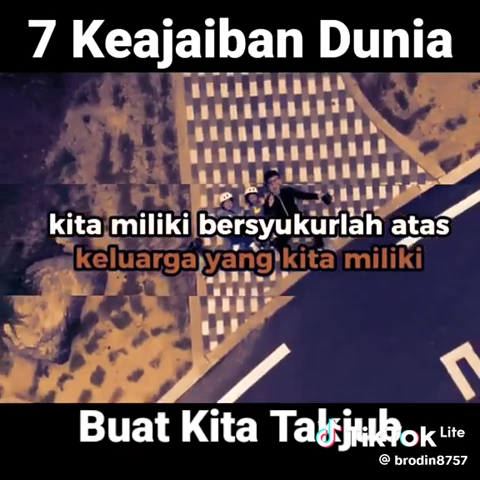 7 Keajaiban Dunia
kita miliki bersyukurlah atas
keluarga yang kita miliki
Buat Kita Takjub
TikTok Lite
@ brodin8757